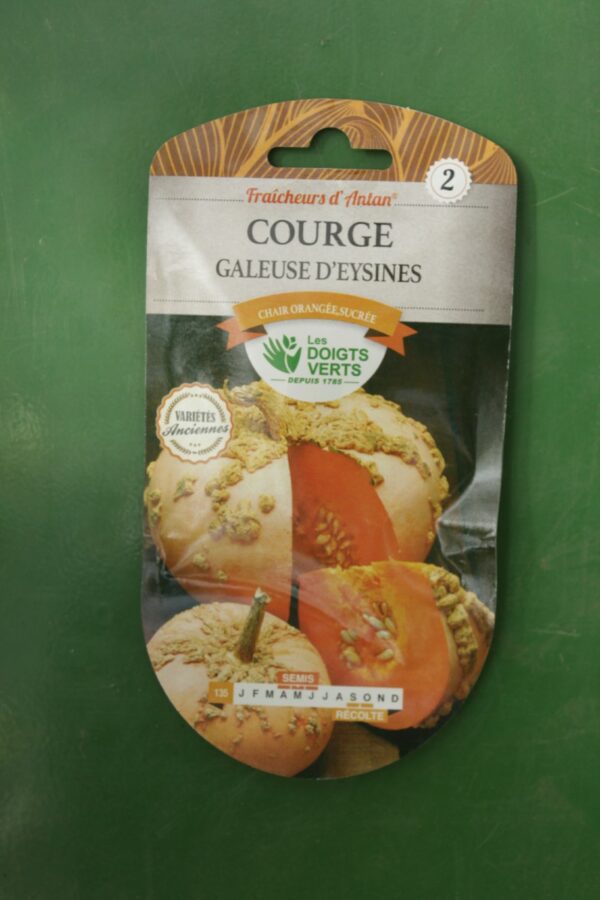 2
Fraîcheurs d'Antan®
COURGE
GALEUSE D'EYSINES
CHAIR ORANGÉE, SUCRÉE
Les
DOIGTS
VERTS
DEPUIS 1785
VARIÉTÉS
Anciennes
SEMIS
135 J F M A M J J A S O N D
RÉCOLTE